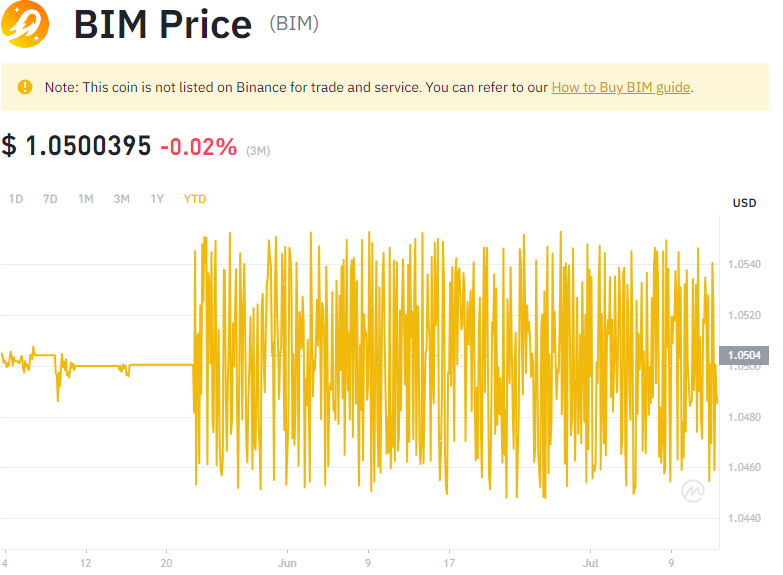 BIM Price (BIM)
Note: This coin is not listed on Binance for trade and service. You can refer to our How to Buy BIM guide.
$ 1.0500395 -0.02% (3M)
1D 7D 1M 3M 1Y YTD
USD
1.0540
1.0520
1.0504
1.0500
1.0480
1.0460
1.0440
4 12 20 Jun 9 17 Jul 9